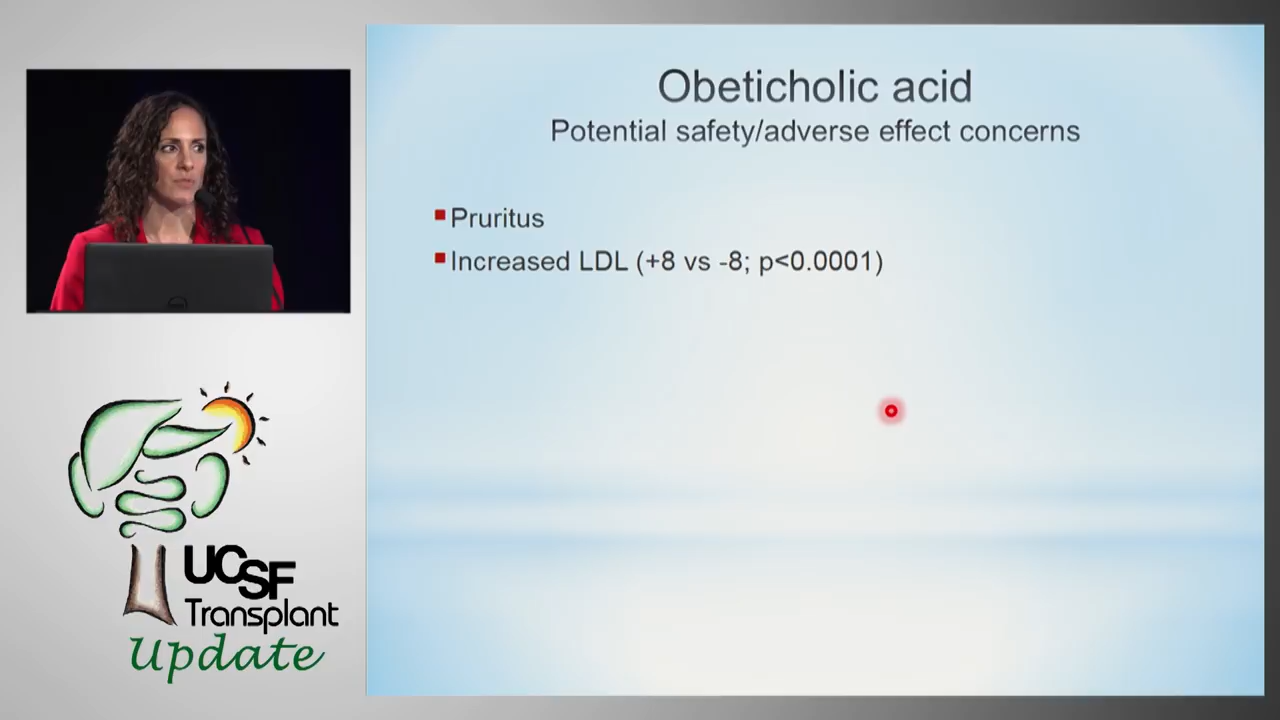 Obeticholic acid
Potential safety/adverse effect concerns
Pruritus
Increased LDL (+8 vs -8; p<0.0001)
UCSF
Transplant
Update